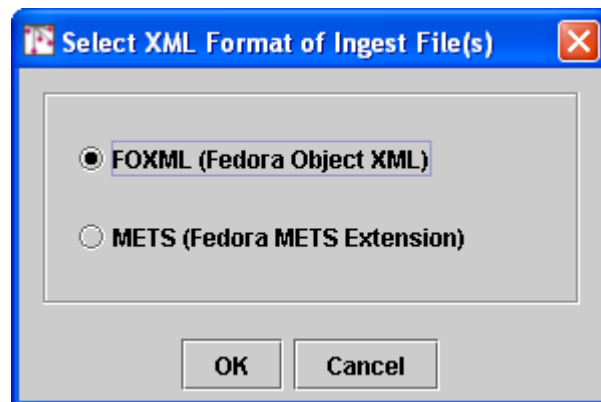 Select XML Format of Ingest File(s)
FOXML (Fedora Object XML)
METS (Fedora METS Extension)
OK Cancel